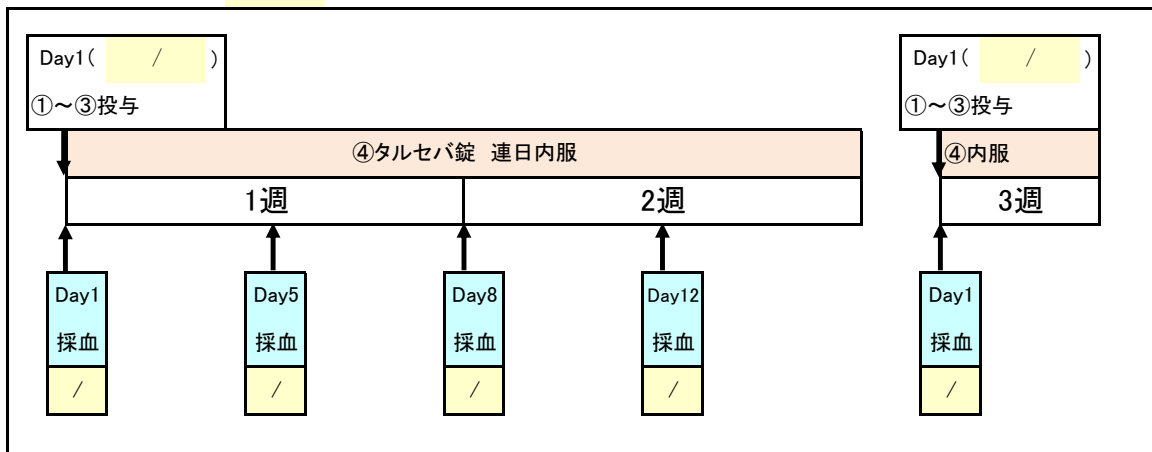 Day1( / )
①～③投与
Day1( / )
①～③投与
④タルセバ錠 連日内服
④内服
1週
2週
3週
Day1
採血
/
Day5
採血
/
Day8
採血
/
Day12
採血
/
Day1
採血
/